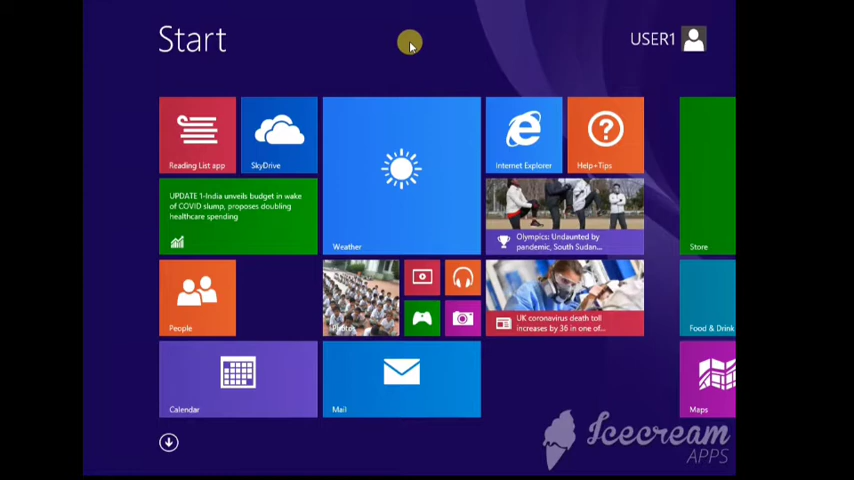 Start
USER1
Reading List app
SkyDrive
Weather
Internet Explorer
Help+Tips
UPDATE 1-India unveils budget in wake
of COVID slump, proposes doubling
healthcare spending
Olympics: Undaunted by
pandemic, South Sudan...
Store
People
Photos
UK coronavirus death toll
increases by 36 in one of...
Food & Drink
Calendar
Mail
Maps
Icecream
APPS